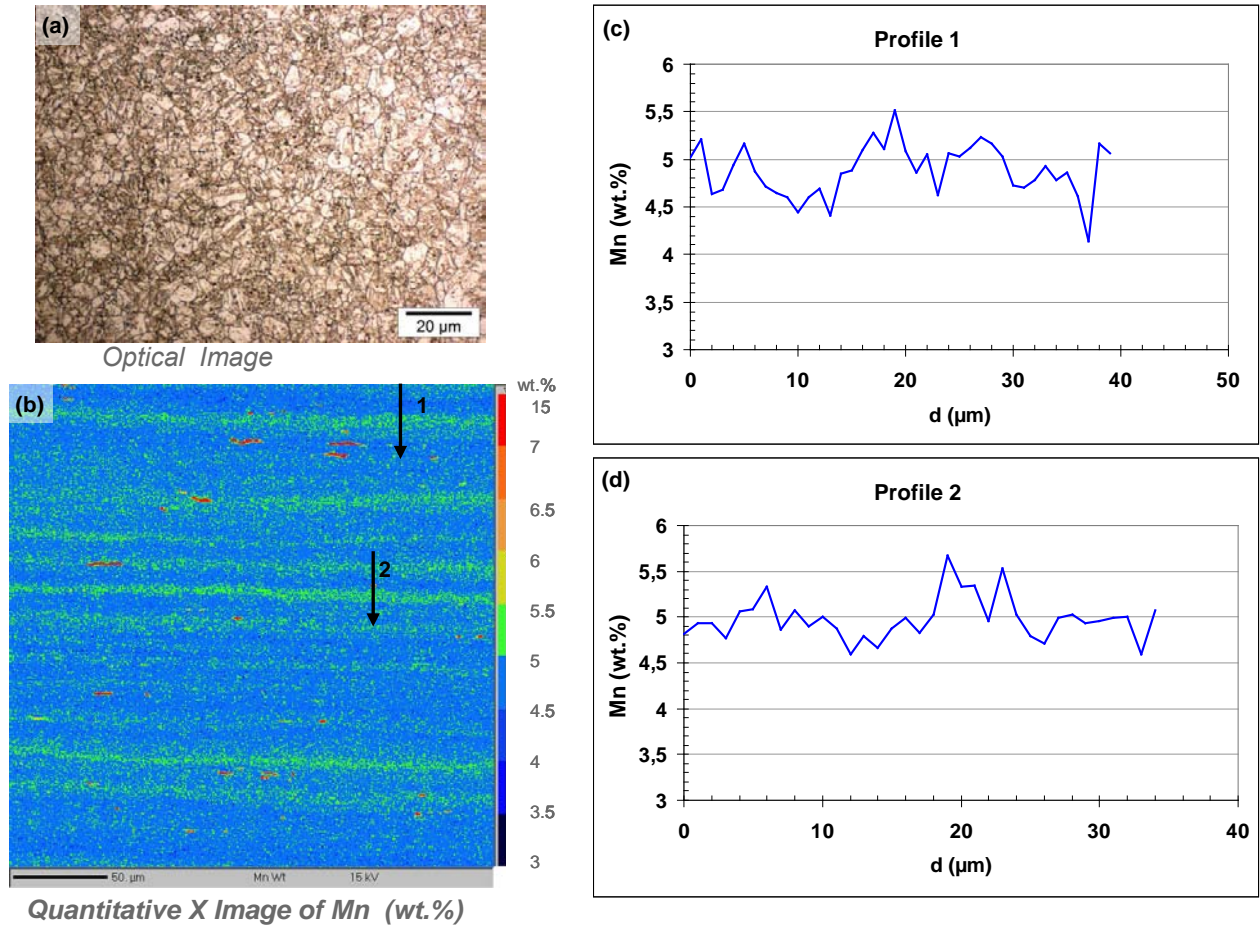 (a)
20 µm
Optical Image
(b)
1
2
wt.%
15
7
6.5
6
5.5
5
4.5
4
3.5
3
50. µm Mn Wt 15 kV
Quantitative X Image of Mn (wt.%)
(c)
Profile 1
6
5,5
5
4,5
4
3,5
3
Mn (wt.%)
0 10 20 30 40 50
d (µm)
(d)
Profile 2
6
5,5
5
4,5
4
3,5
3
Mn (wt.%)
0 10 20 30 40
d (µm)